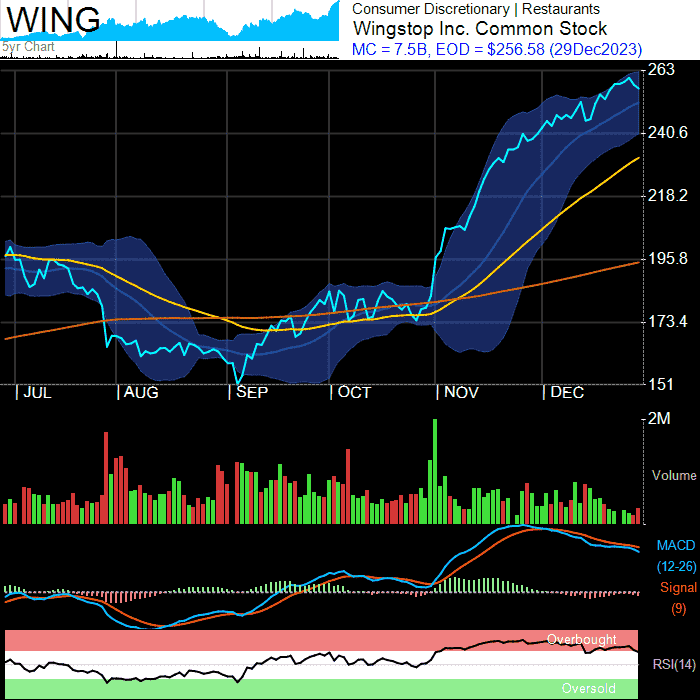 WING
5yr Chart
Consumer Discretionary | Restaurants
Wingstop Inc. Common Stock
MC = 7.5B, EOD = $256.58 (29Dec2023)
263
240.6
218.2
195.8
173.4
151
| JUL | AUG | SEP | OCT | NOV | DEC
2M
Volume
MACD
(12-26)
Signal
(9)
Overbought
RSI(14)
Oversold